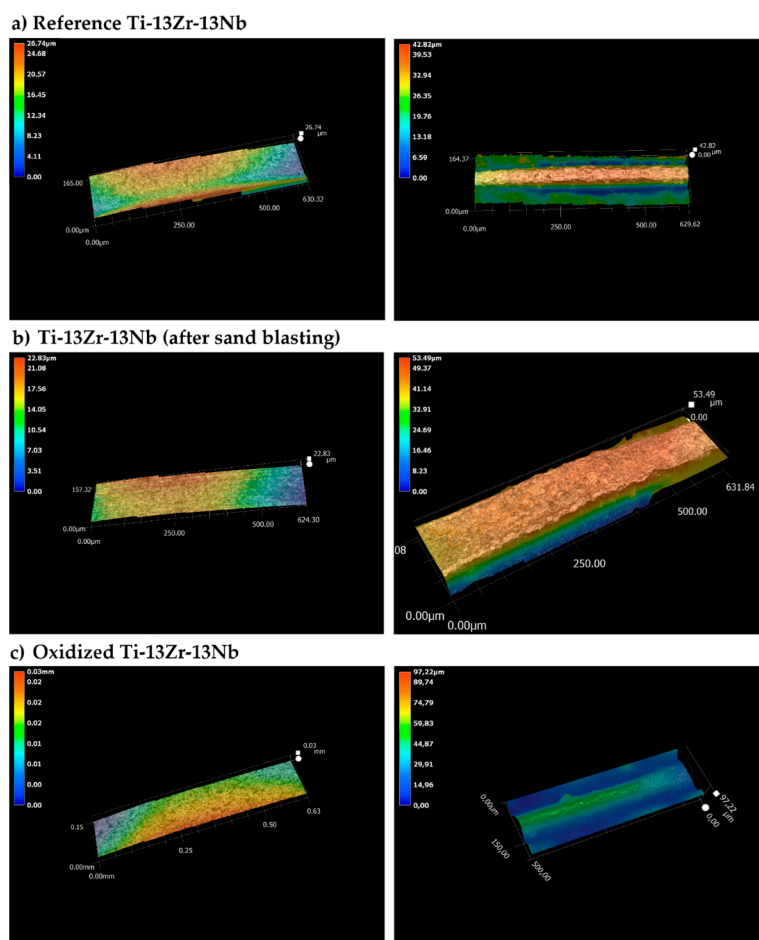 a) Reference Ti-13Zr-13Nb
26.74µm
24.68
20.57
16.45
12.34
8.23
4.11
0.00
26.74
µm
165.00
0.00µm
0.00µm
250.00
500.00
630.32
42.82µm
39.53
32.94
26.35
19.76
13.18
6.59
0.00
42.82
0.00 µm
164.37
0.00µm
0.00µm
250.00
500.00
629.62
b) Ti-13Zr-13Nb (after sand blasting)
22.83µm
21.08
17.56
14.05
10.54
7.03
3.51
0.00
22.83
µm
157.32
0.00µm
0.00µm
250.00
500.00
624.30
53.49µm
49.37
41.14
32.91
24.69
16.46
8.23
0.00
53.49
µm
0.00
08
0.00µm
0.00µm
250.00
500.00
631.84
c) Oxidized Ti-13Zr-13Nb
0.03mm
0.02
0.02
0.01
0.01
0.00
0.00
0.03
mm
0.15
0.00mm
0.00mm
0.25
0.50
0.63
97,22µm
89,74
74,79
59,83
44,87
29,91
14,96
0,00
0,00µm
150,00
500,00
0,00
97,22
µm